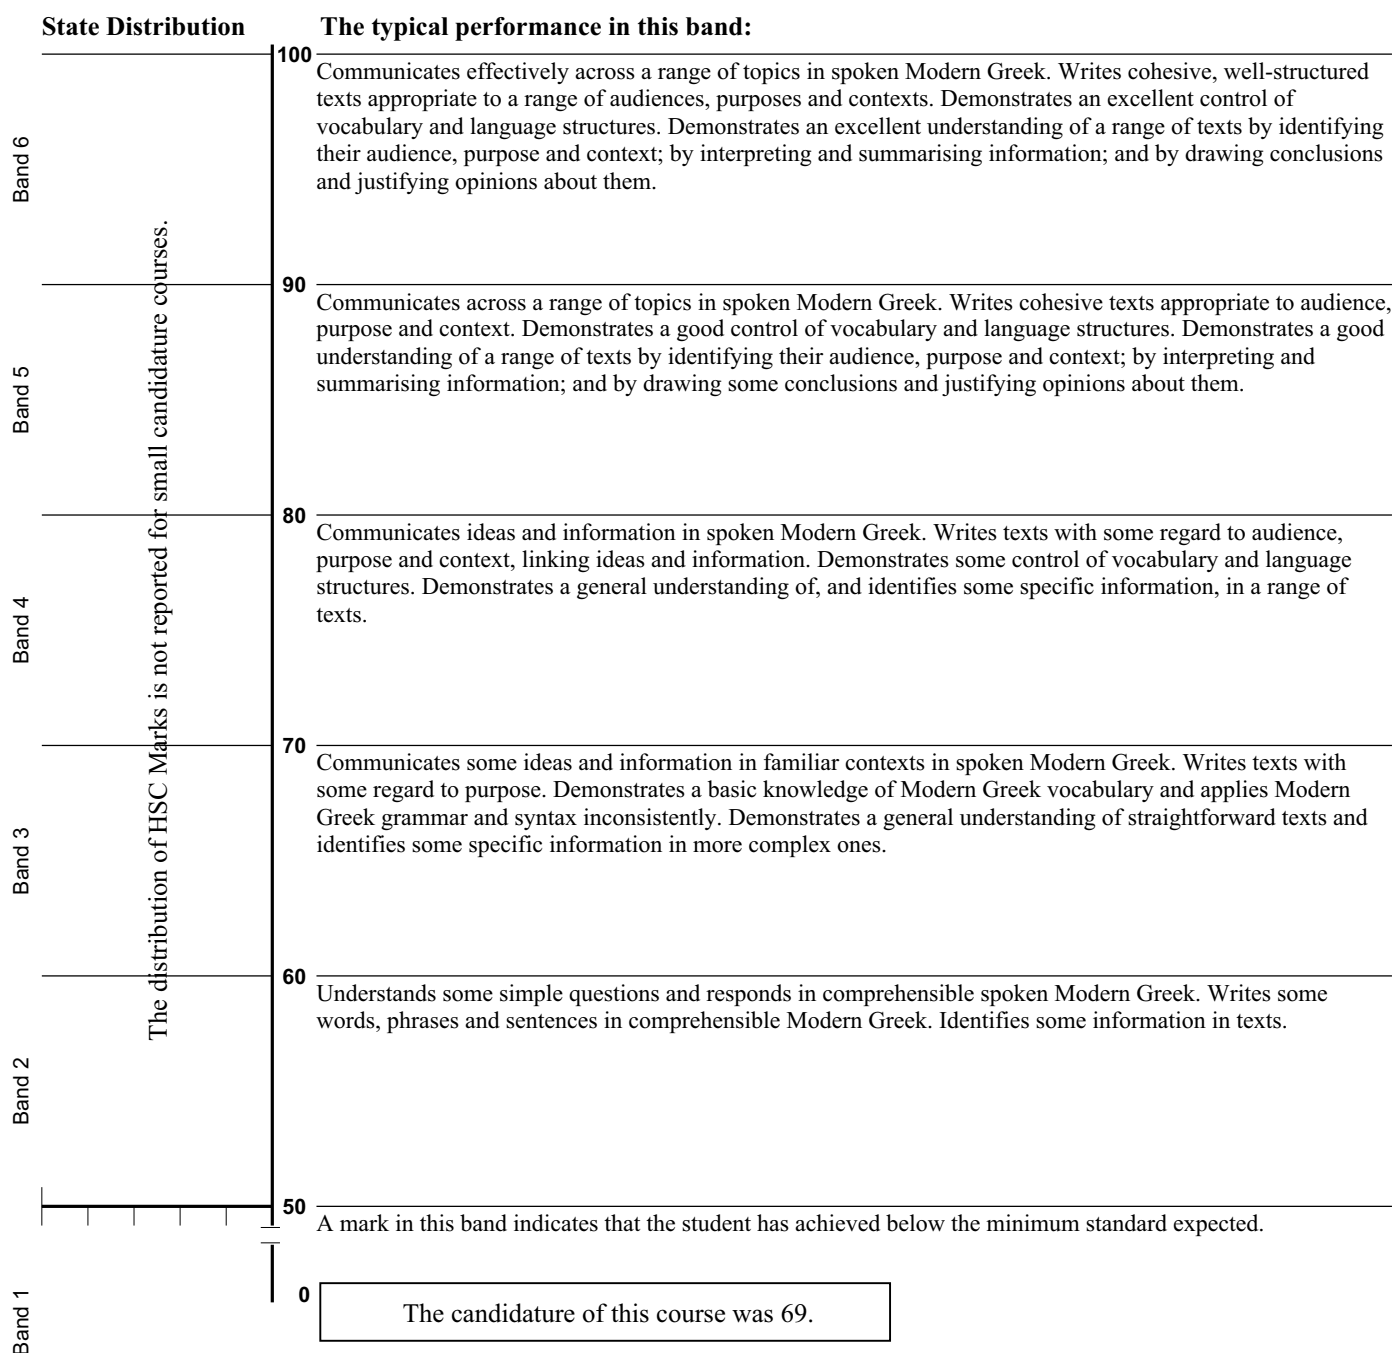 State Distribution
The typical performance in this band:
100
Band 6
Communicates effectively across a range of topics in spoken Modern Greek. Writes cohesive, well-structured
texts appropriate to a range of audiences, purposes and contexts. Demonstrates an excellent control of
vocabulary and language structures. Demonstrates an excellent understanding of a range of texts by identifying
their audience, purpose and context; by interpreting and summarising information; and by drawing conclusions
and justifying opinions about them.
The distribution of HSC Marks is not reported for small candidature courses.
90
Band 5
Communicates across a range of topics in spoken Modern Greek. Writes cohesive texts appropriate to audience,
purpose and context. Demonstrates a good control of vocabulary and language structures. Demonstrates a good
understanding of a range of texts by identifying their audience, purpose and context; by interpreting and
summarising information; and by drawing some conclusions and justifying opinions about them.
80
Band 4
Communicates ideas and information in spoken Modern Greek. Writes texts with some regard to audience,
purpose and context, linking ideas and information. Demonstrates some control of vocabulary and language
structures. Demonstrates a general understanding of, and identifies some specific information, in a range of
texts.
70
Band 3
Communicates some ideas and information in familiar contexts in spoken Modern Greek. Writes texts with
some regard to purpose. Demonstrates a basic knowledge of Modern Greek vocabulary and applies Modern
Greek grammar and syntax inconsistently. Demonstrates a general understanding of straightforward texts and
identifies some specific information in more complex ones.
60
Band 2
Understands some simple questions and responds in comprehensible spoken Modern Greek. Writes some
words, phrases and sentences in comprehensible Modern Greek. Identifies some information in texts.
50
Band 1
A mark in this band indicates that the student has achieved below the minimum standard expected.
0
The candidature of this course was 69.